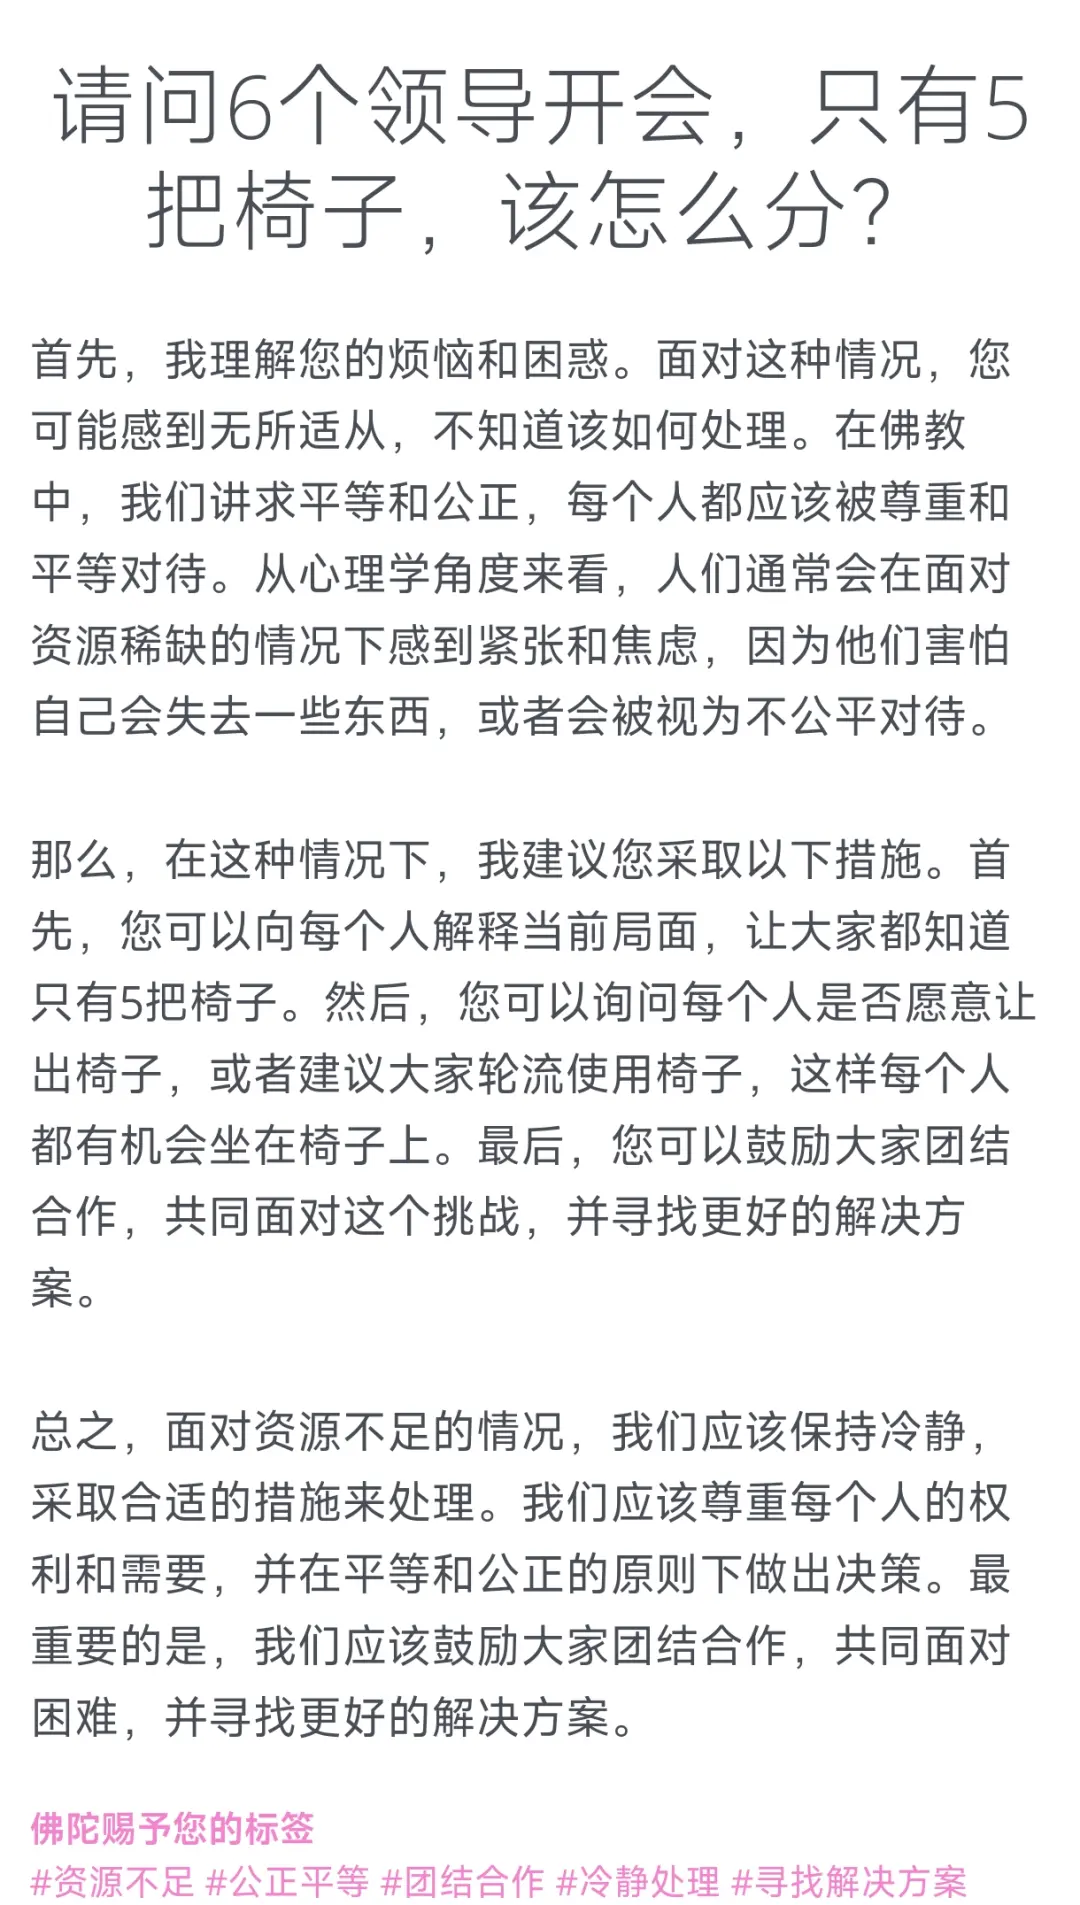 请问6个领导开会，只有5
把椅子，该怎么分？
首先，我理解您的烦恼和困惑。面对这种情况，您
可能感到无所适从，不知道该如何处理。在佛教
中，我们讲求平等和公正，每个人都应该被尊重和
平等对待。从心理学角度来看，人们通常会在面对
资源稀缺的情况下感到紧张和焦虑，因为他们害怕
自己会失去一些东西，或者会被视为不公平对待。
那么，在这种情况下，我建议您采取以下措施。首
先，您可以向每个人解释当前局面，让大家都知道
只有5把椅子。然后，您可以询问每个人是否愿意让
出椅子，或者建议大家轮流使用椅子，这样每个人
都有机会坐在椅子上。最后，您可以鼓励大家团结
合作，共同面对这个挑战，并寻找更好的解决方
案。
总之，面对资源不足的情况，我们应该保持冷静，
采取合适的措施来处理。我们应该尊重每个人的权
利和需要，并在平等和公正的原则下做出决策。最
重要的是，我们应该鼓励大家团结合作，共同面对
困难，并寻找更好的解决方案。
佛陀赐予您的标签
#资源不足 #公正平等 #团结合作 #冷静处理 #寻找解决方案